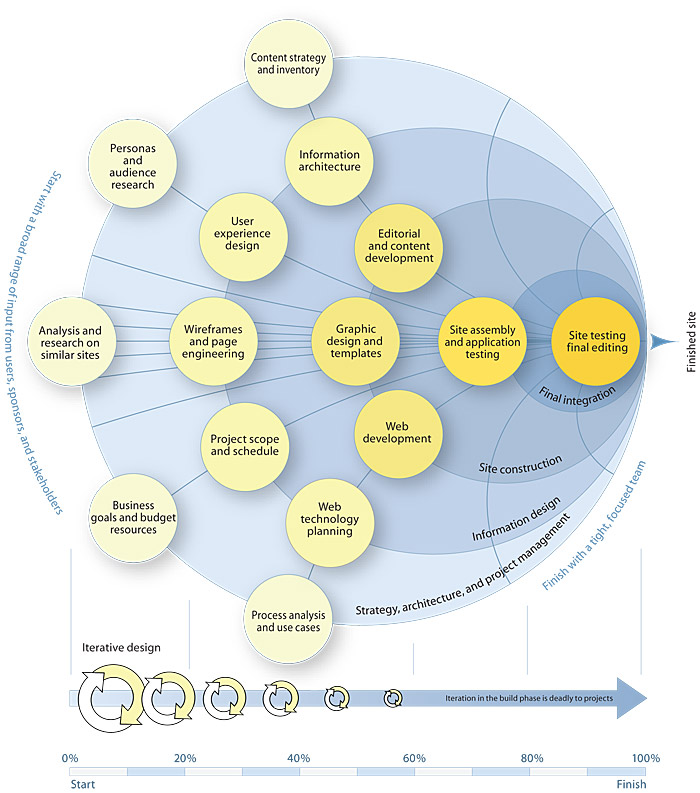 Content strategy
and inventory
Personas
and
audience
research
Information
architecture
User
experience
design
Editorial
and content
development
Start with a broad range of input from users, sponsors, and stakeholders
Analysis and
research on
similar sites
Wireframes
and page
engineering
Graphic
design and
templates
Site assembly
and application
testing
Site testing
final editing
Finished site
Final integration
Project scope
and schedule
Web
development
Site construction
Business
goals and budget
resources
Web
technology
planning
Information design
Strategy, architecture, and project management
Finish with a tight, focused team
Process analysis
and use cases
Iterative design
Iteration in the build phase is deadly to projects
0% 20% 40% 60% 80% 100%
Start Finish